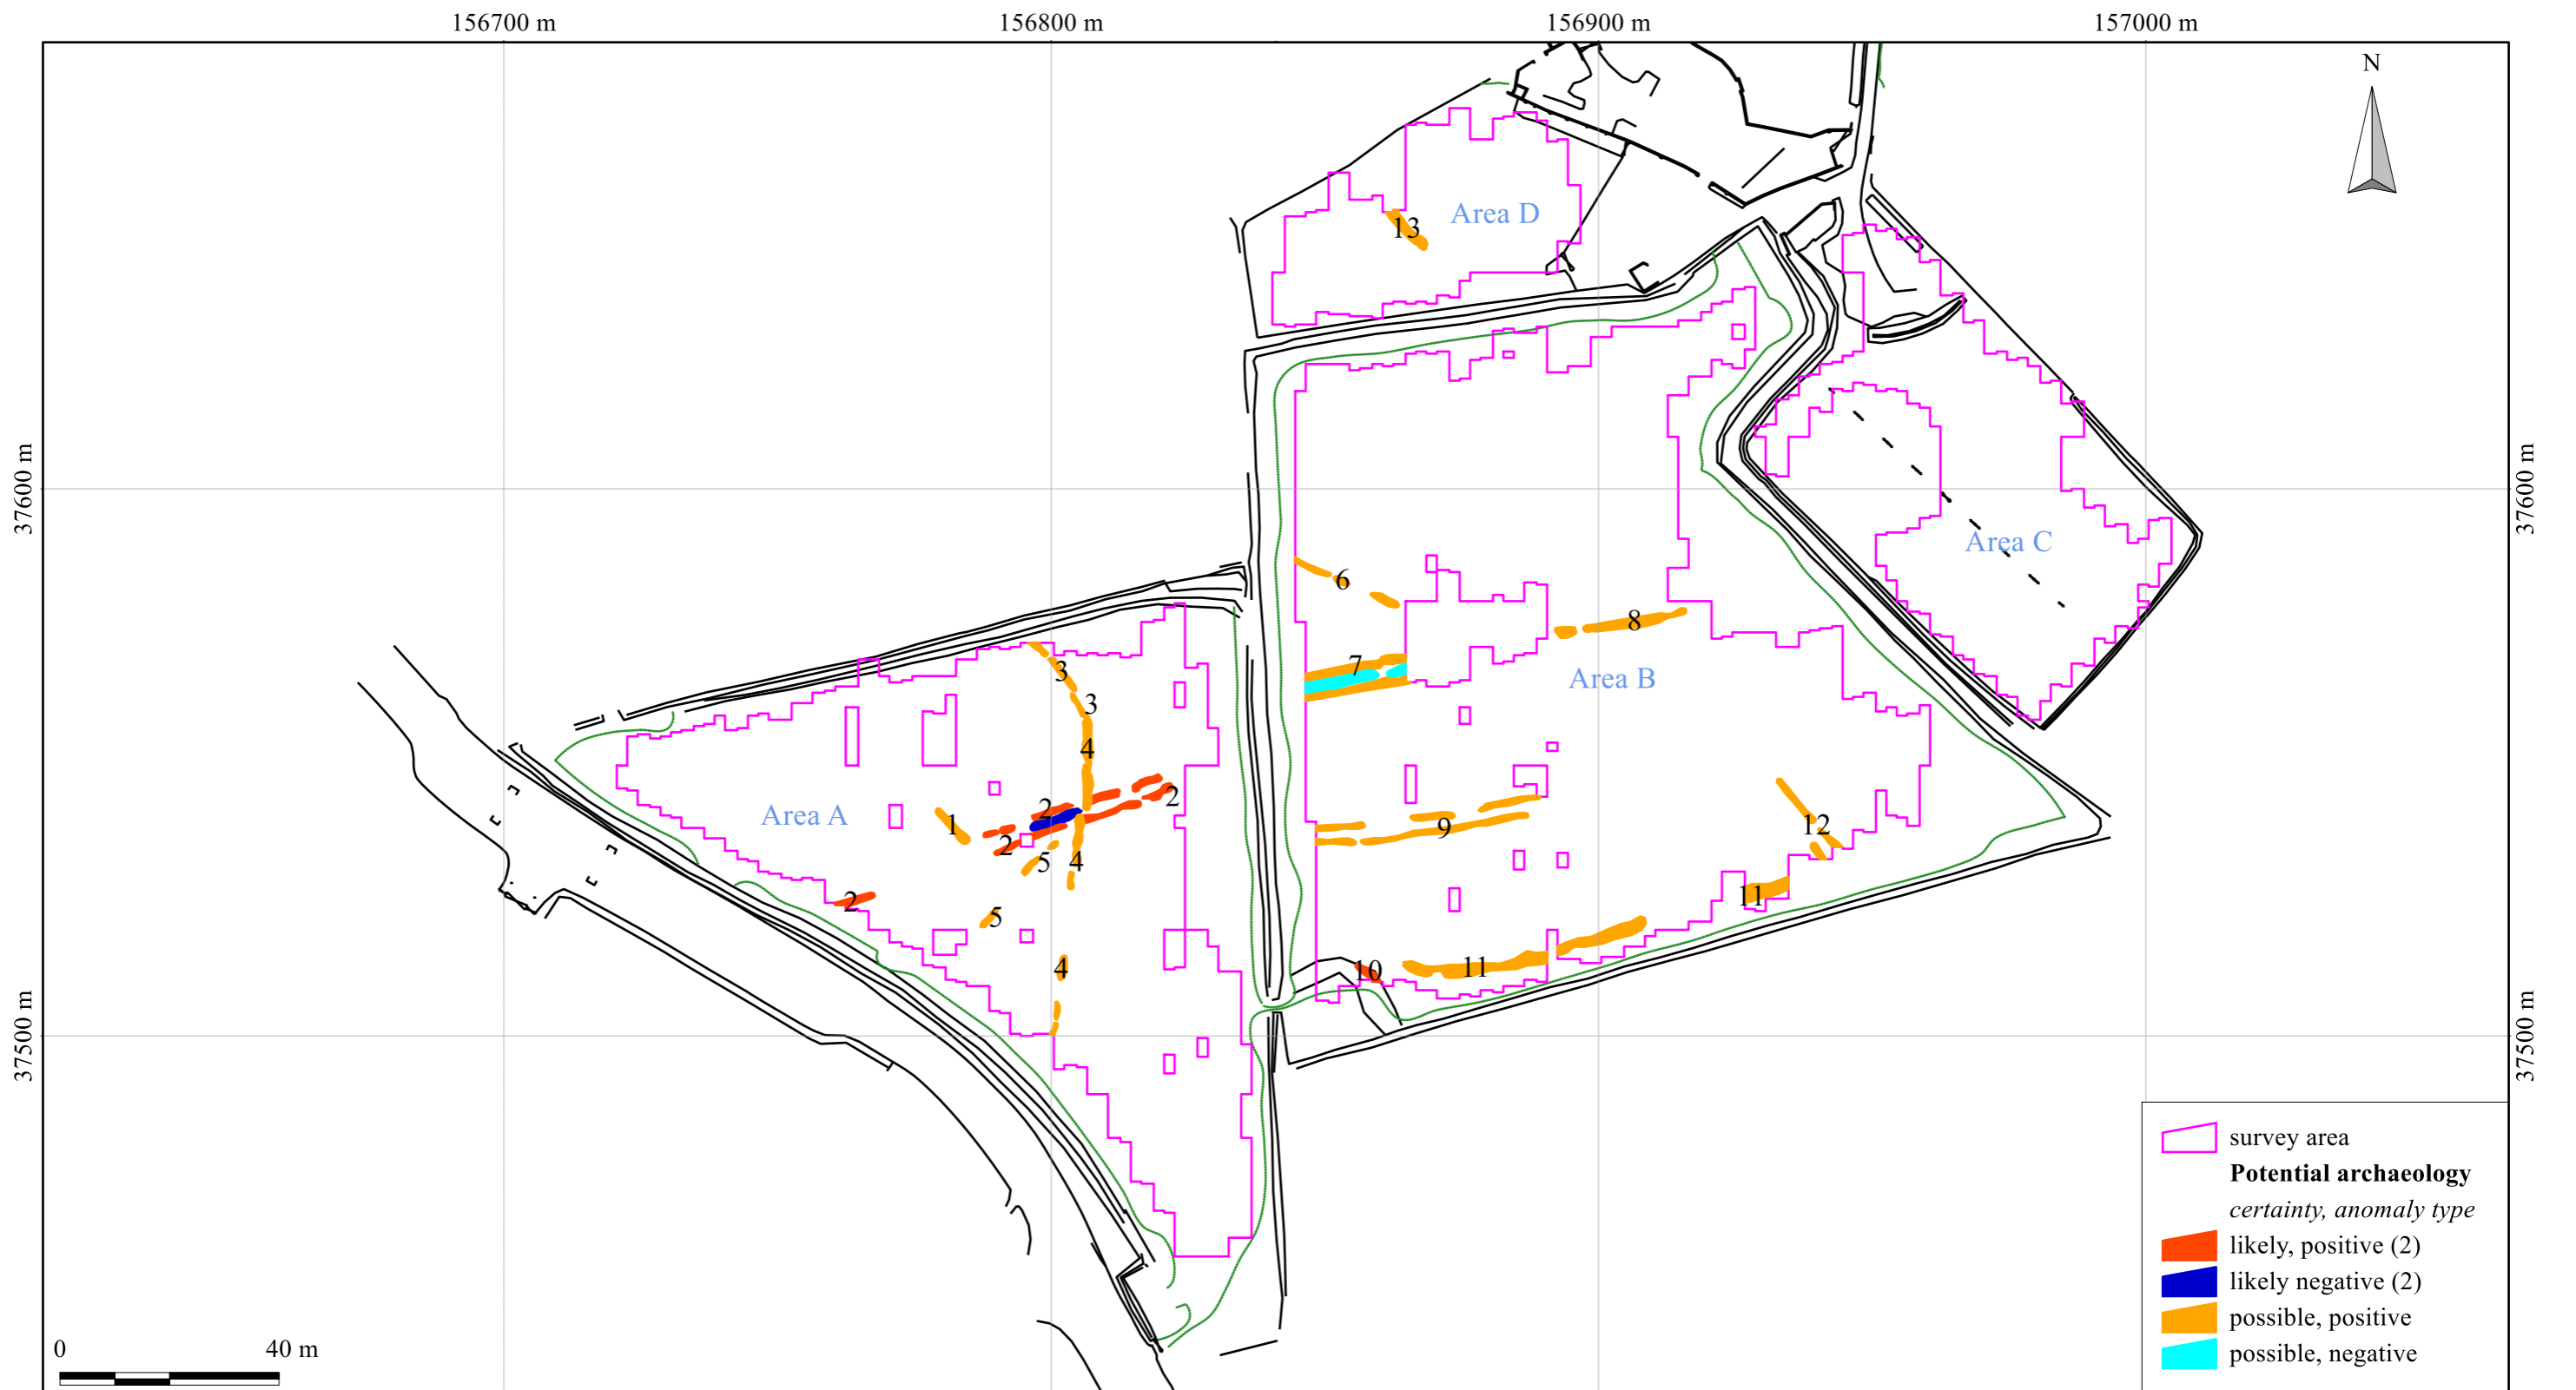 156700 m
156800 m
156900 m
157000 m
N
Area D
13
37600 m
37600 m
Area C
6
8
3
7
Area B
3
4
2
2
Area A
1
9
12
2
5
4
2
11
5
4
10
11
37500 m
37500 m
survey area
Potential archaeology
certainty, anomaly type
likely, positive (2)
likely negative (2)
possible, positive
possible, negative
0
40 m